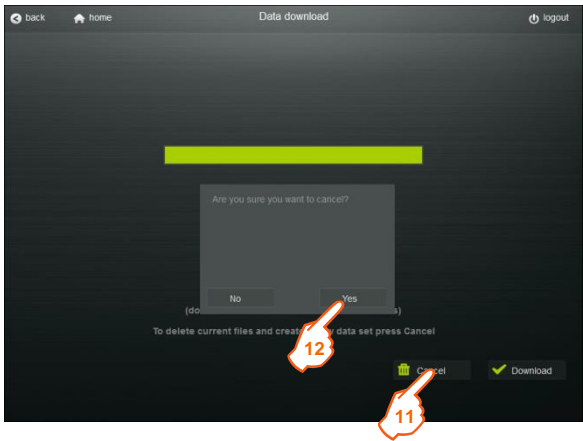 back home Data download logout
Are you sure you want to cancel?
No Yes
(do s)
To delete current files and create data set press Cancel
12
Cancel Download
11